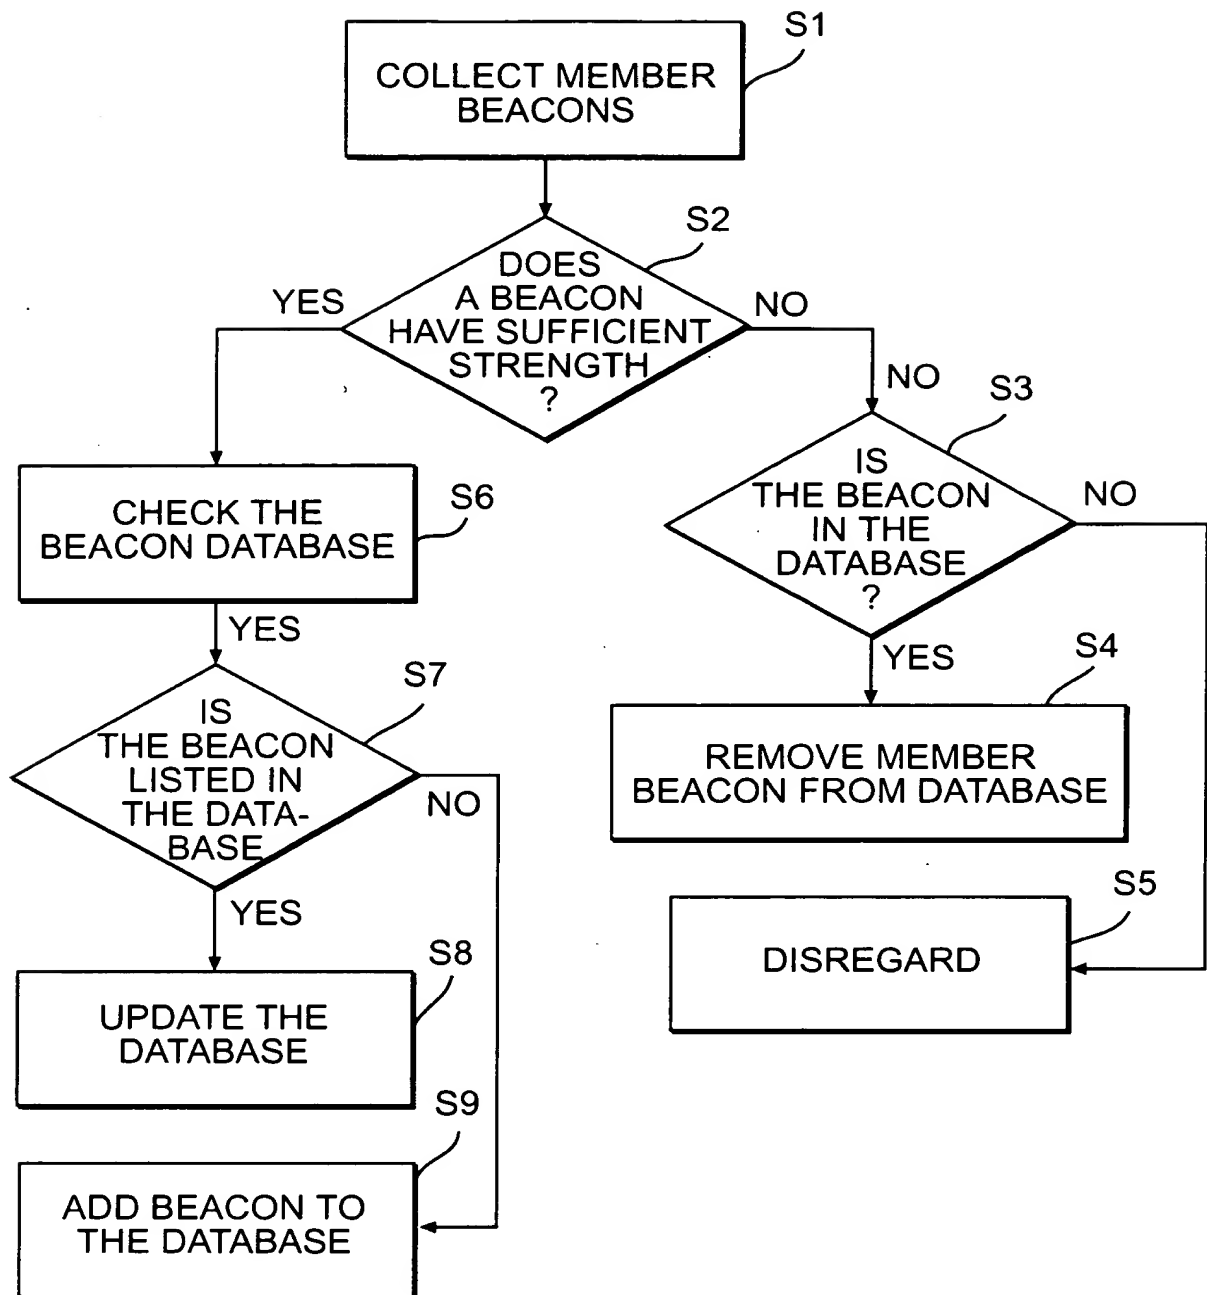 S1
COLLECT MEMBER
BEACONS
S2
DOES
A BEACON
HAVE SUFFICIENT
STRENGTH
?
YES
NO
NO
S3
IS
THE BEACON
IN THE
DATABASE
?
NO
YES
S4
REMOVE MEMBER
BEACON FROM DATABASE
S5
DISREGARD
S6
CHECK THE
BEACON DATABASE
YES
S7
IS
THE BEACON
LISTED IN
THE DATA-
BASE
NO
YES
S8
UPDATE THE
DATABASE
S9
ADD BEACON TO
THE DATABASE